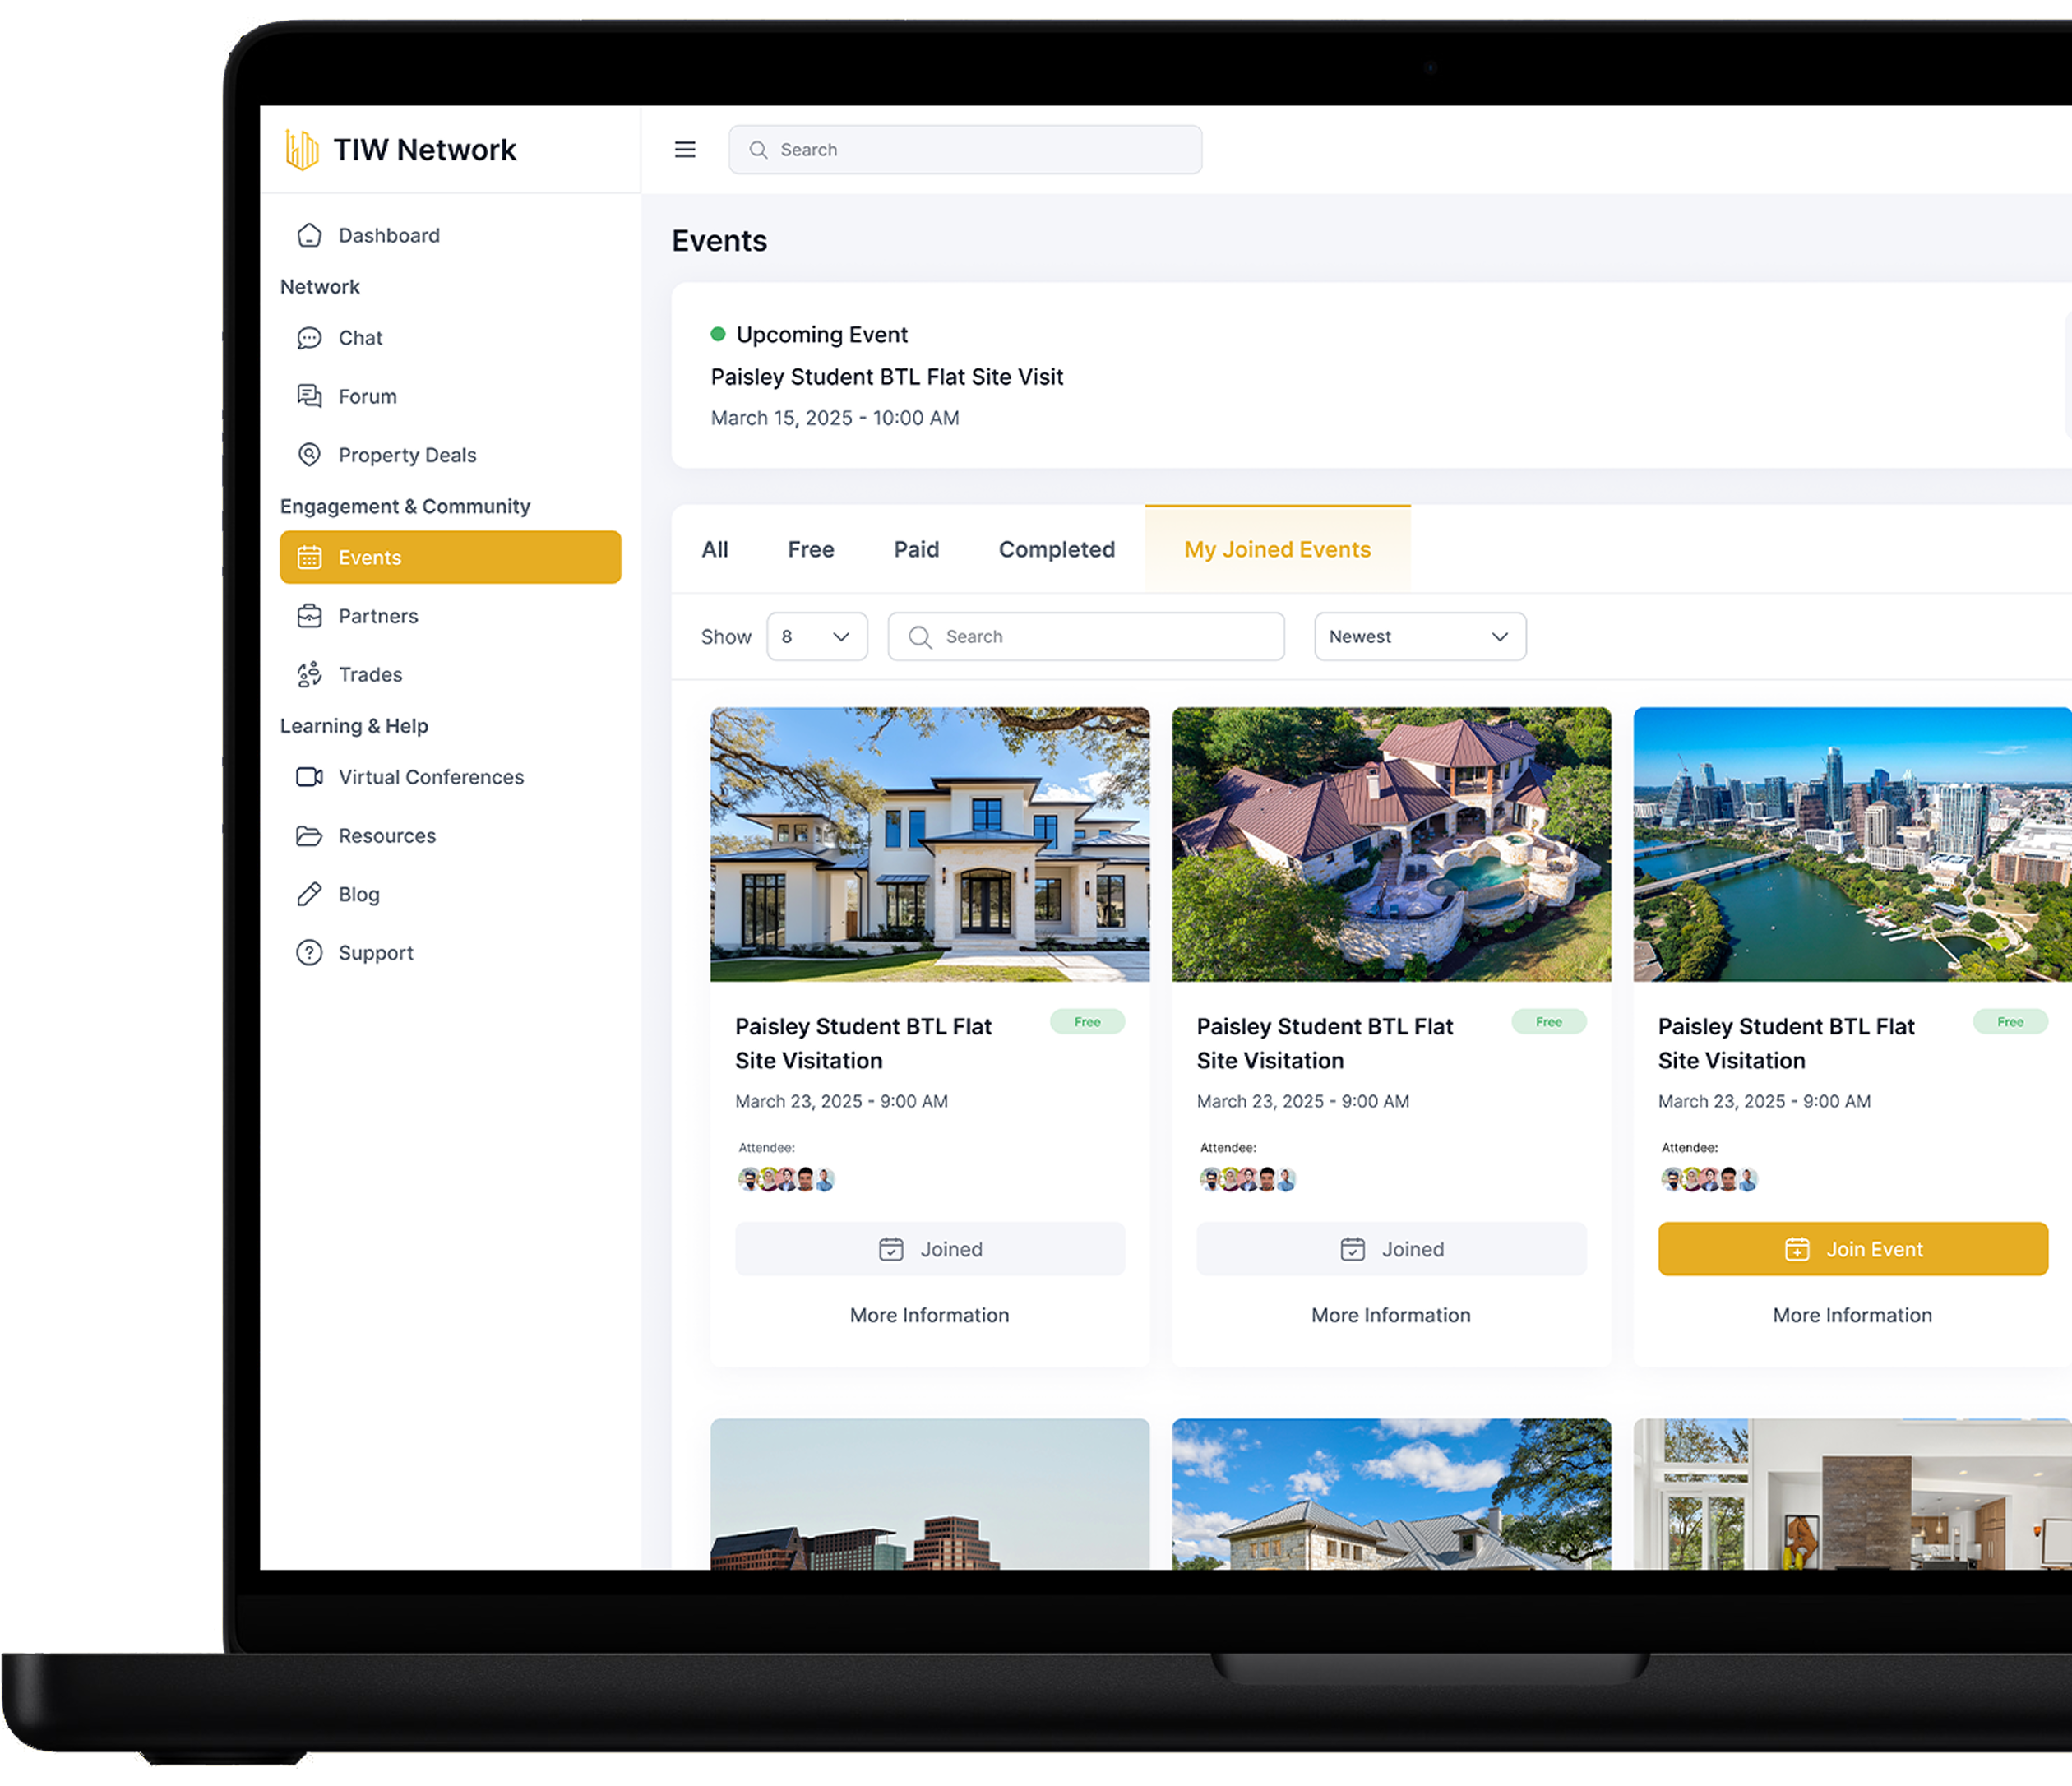 TIW Network
Search
Dashboard
Network
Chat
Forum
Property Deals
Engagement & Community
Events
Partners
Trades
Learning & Help
Virtual Conferences
Resources
Blog
Support
Events
Upcoming Event
Paisley Student BTL Flat Site Visit
March 15, 2025 - 10:00 AM
All Free Paid Completed My Joined Events
Show 8 Search Newest
Paisley Student BTL Flat
Site Visitation
Free
March 23, 2025 - 9:00 AM
Attendee:
Joined
More Information
Paisley Student BTL Flat
Site Visitation
Free
March 23, 2025 - 9:00 AM
Attendee:
Joined
More Information
Paisley Student BTL Flat
Site Visitation
Free
March 23, 2025 - 9:00 AM
Attendee:
Join Event
More Information